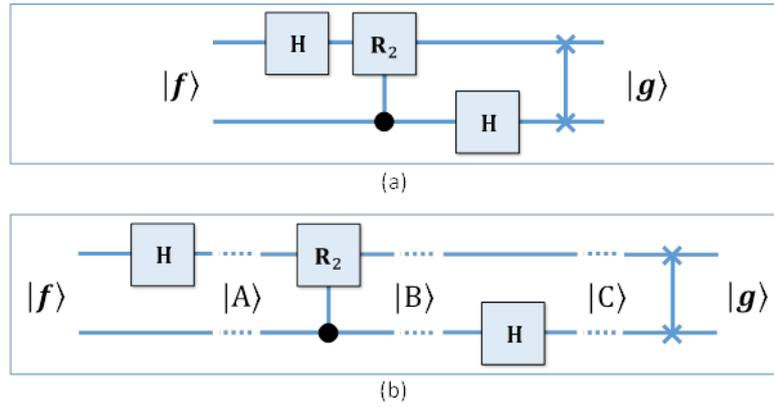 H R₂
|f⟩ |g⟩
H
(a)
H R₂
|f⟩ |A⟩ |B⟩ |C⟩ |g⟩
H
(b)